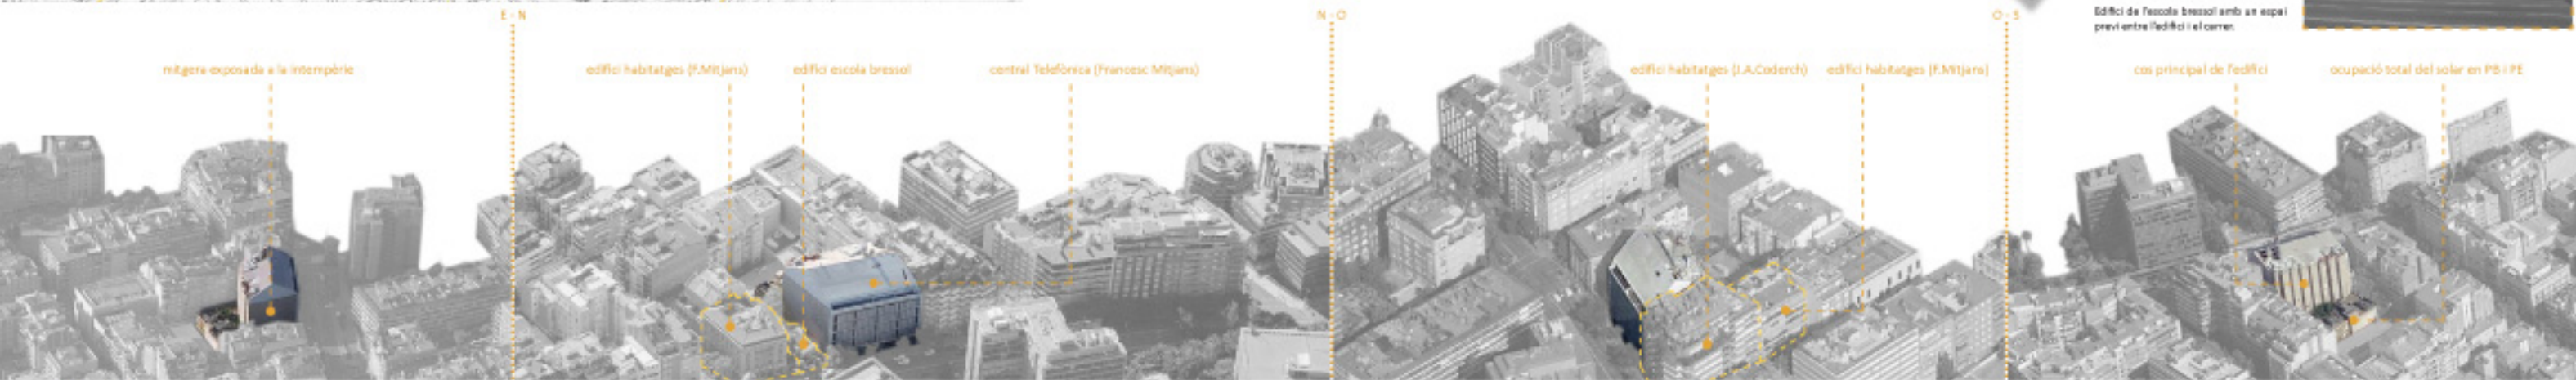 E - N
N - O
O - S
Edifici de l'escola bressol amb un espai
previ entre l'edifici i el carrer.
mitgera exposada a la intempèrie
edifici habitatges (F.Mitjans)
edifici escola bressol
central Telefònica (Francesc Mitjans)
edifici habitatges (J.A.Coderch)
edifici habitatges (F.Mitjans)
cos principal de l'edifici
ocupació total del solar en PB i PE